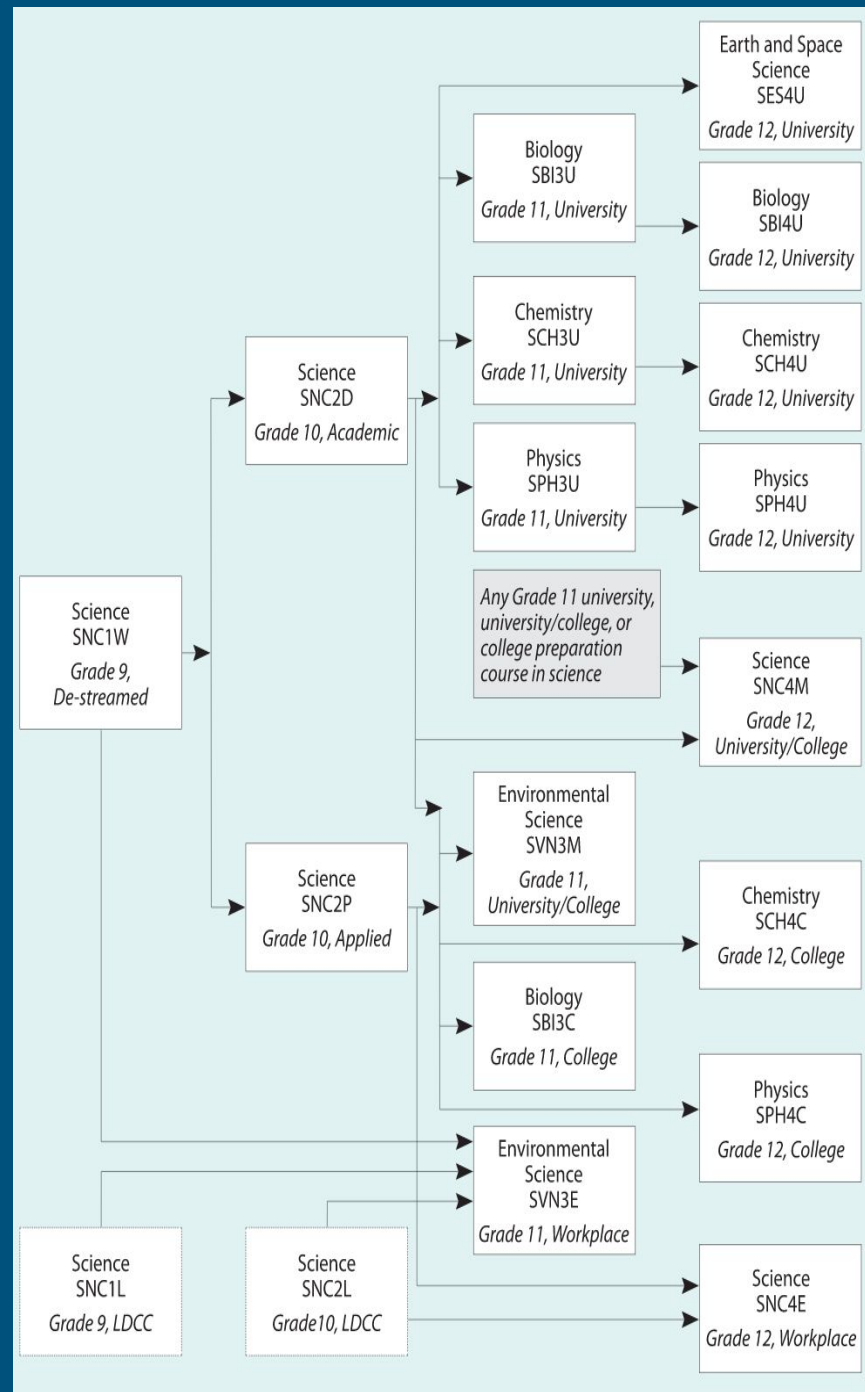 Earth and Space
Science
SES4U
Grade 12, University
Biology
SBI3U
Grade 11, University
Biology
SBI4U
Grade 12, University
Chemistry
SCH3U
Grade 11, University
Chemistry
SCH4U
Grade 12, University
Science
SNC2D
Grade 10, Academic
Physics
SPH3U
Grade 11, University
Physics
SPH4U
Grade 12, University
Science
SNC1W
Grade 9,
De-streamed
Any Grade 11 university,
university/college, or
college preparation
course in science
Science
SNC4M
Grade 12,
University/College
Environmental
Science
SVN3M
Grade 11,
University/College
Science
SNC2P
Grade 10, Applied
Chemistry
SCH4C
Grade 12, College
Biology
SBI3C
Grade 11, College
Physics
SPH4C
Grade 12, College
Environmental
Science
SVN3E
Grade 11, Workplace
Science
SNC1L
Grade 9, LDCC
Science
SNC2L
Grade10, LDCC
Science
SNC4E
Grade 12, Workplace